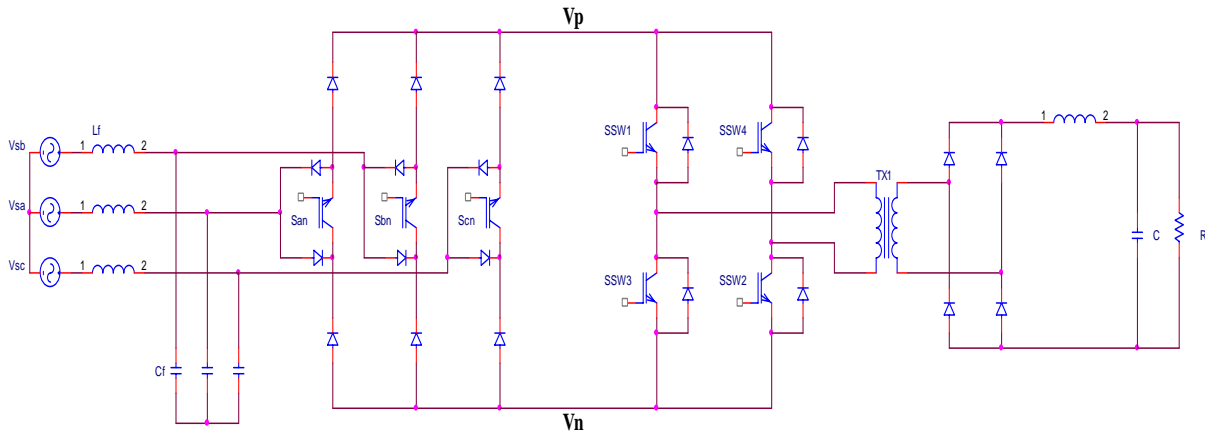 Vp
Lf
Vsb 1 2
SSW1 SSW4
1 2
Vsa 1 2
San Sbn Scn
TX1
Vsc 1 2
C R
SSW3 SSW2
Cf
Vn